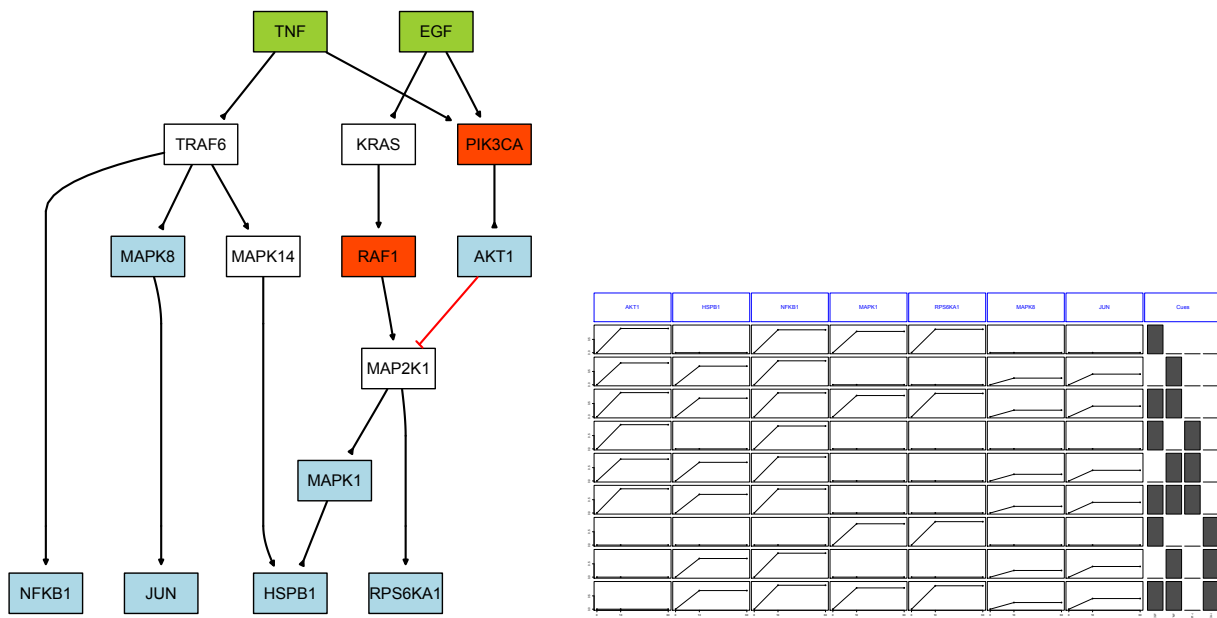 TNF
EGF
TRAF6
KRAS
PIK3CA
MAPK8
MAPK14
RAF1
AKT1
MAP2K1
MAPK1
NFKB1
JUN
HSPB1
RPS6KA1
AKT1 HSPB1 NFKB1 MAPK1 RPS6KA1 MAPK8 JUN Cues